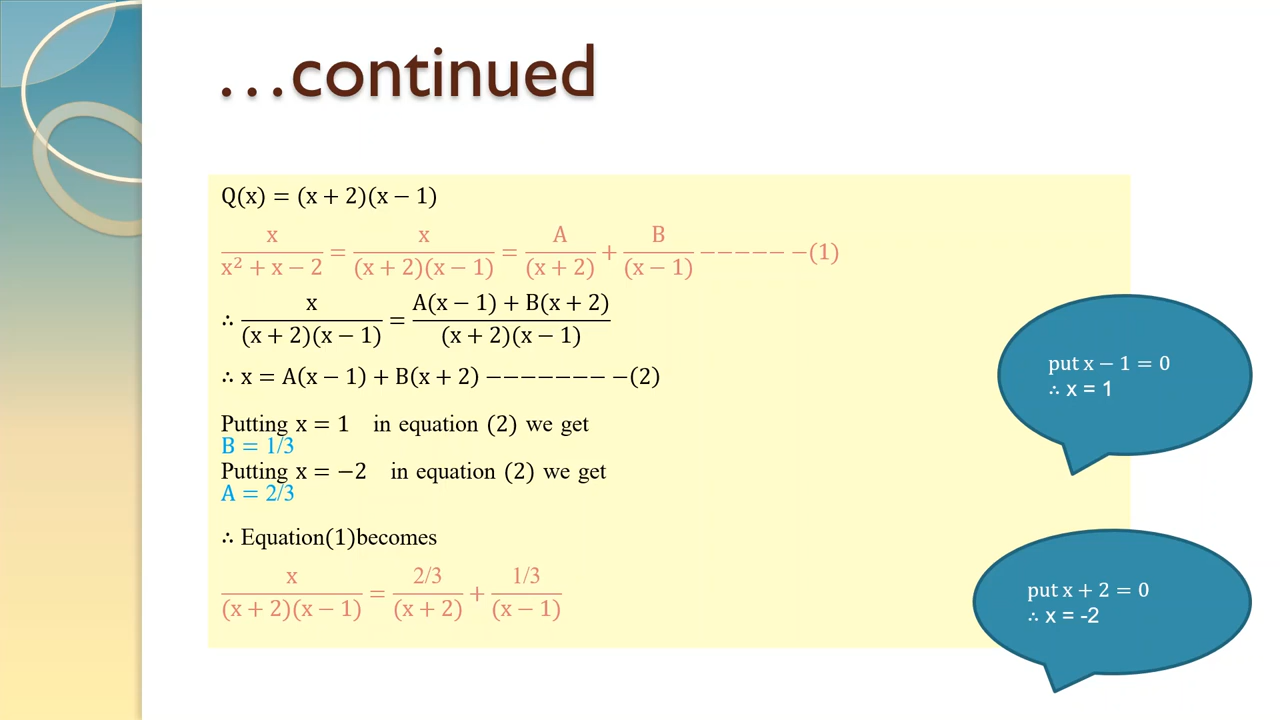 …continued
Q(x) = (x + 2)(x − 1)
x/(x² + x − 2) = x/((x + 2)(x − 1)) = A/(x + 2) + B/(x − 1) −−−−− −(1)
∴ x/((x + 2)(x − 1)) = (A(x − 1) + B(x + 2))/((x + 2)(x − 1))
∴ x = A(x − 1) + B(x + 2) −−−−−−− −(2)
Putting x = 1 in equation (2) we get
B = 1/3
Putting x = −2 in equation (2) we get
A = 2/3
∴ Equation(1)becomes
x/((x + 2)(x − 1)) = (2/3)/(x + 2) + (1/3)/(x − 1)
put x − 1 = 0
∴ x = 1
put x + 2 = 0
∴ x = -2